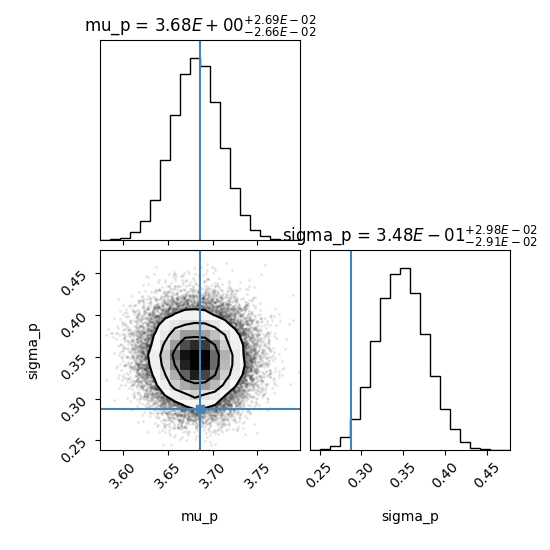 mu_p = 3.68E + 00+2.69E−02−2.66E−02
sigma_p = 3.48E − 01+2.98E−02−2.91E−02
sigma_p
0.45
0.40
0.35
0.30
0.25
3.60 3.65 3.70 3.75
0.25 0.30 0.35 0.40 0.45
mu_p
sigma_p